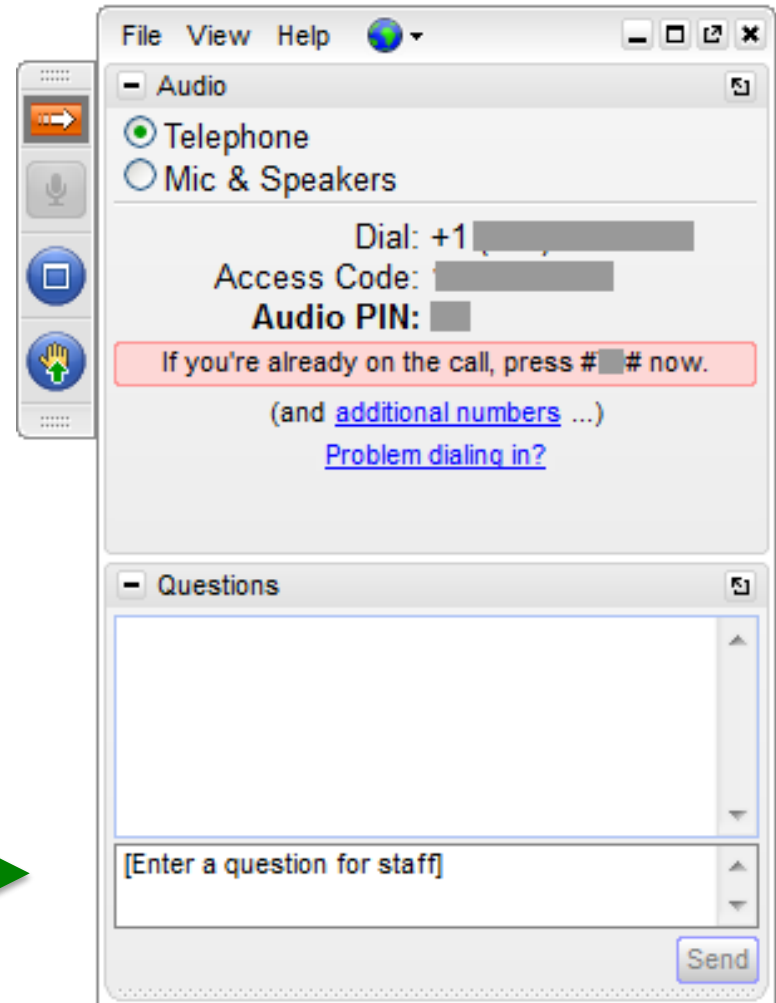 File View Help
Audio
Telephone
Mic & Speakers
Dial: +1
Access Code:
Audio PIN:
If you're already on the call, press # # now.
(and additional numbers ...)
Problem dialing in?
Questions
[Enter a question for staff]
Send